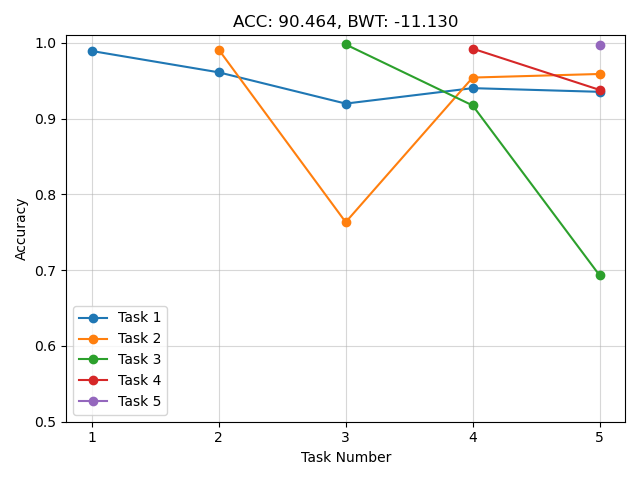 ACC: 90.464, BWT: -11.130
1.0
0.9
0.8
0.7
0.6
0.5
Accuracy
Task 1
Task 2
Task 3
Task 4
Task 5
1 2 3 4 5
Task Number